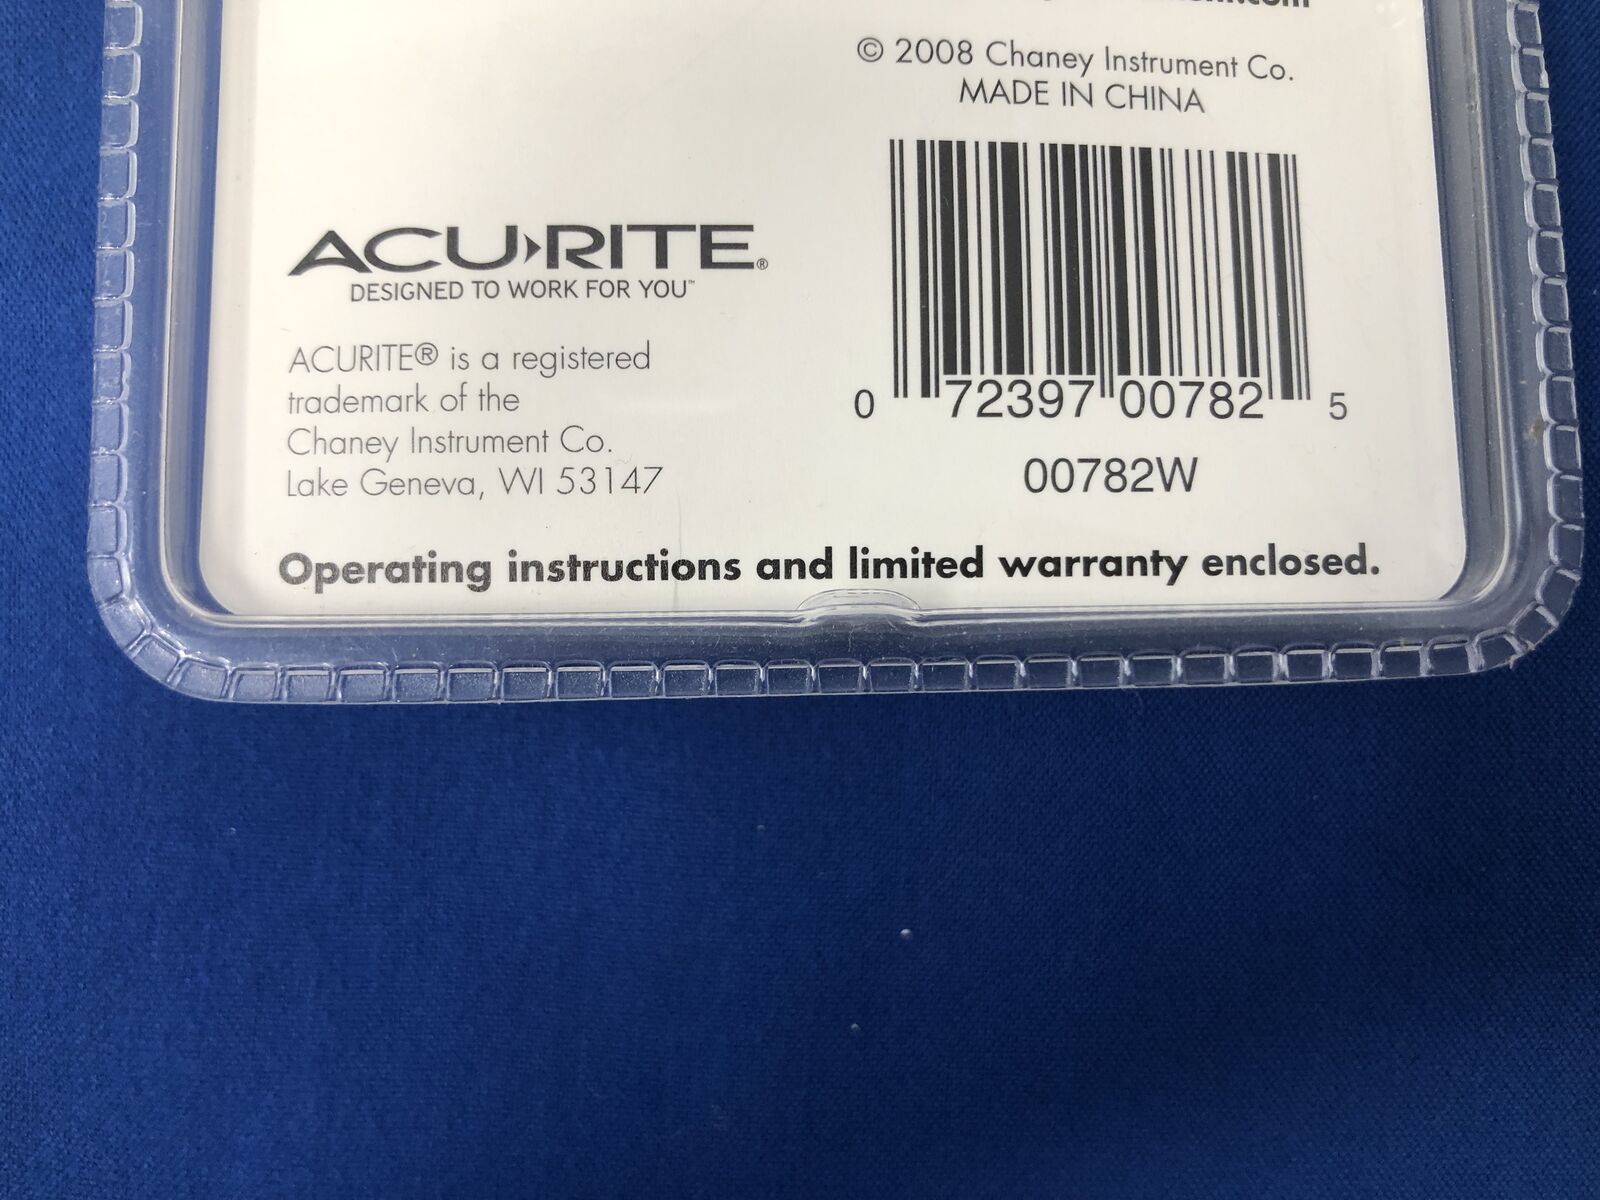 © 2008 Chaney Instrument Co.
MADE IN CHINA
ACU›RITE®
DESIGNED TO WORK FOR YOU™
ACURITE® is a registered
trademark of the
Chaney Instrument Co.
Lake Geneva, WI 53147
0 72397 00782 5
00782W
Operating instructions and limited warranty enclosed.